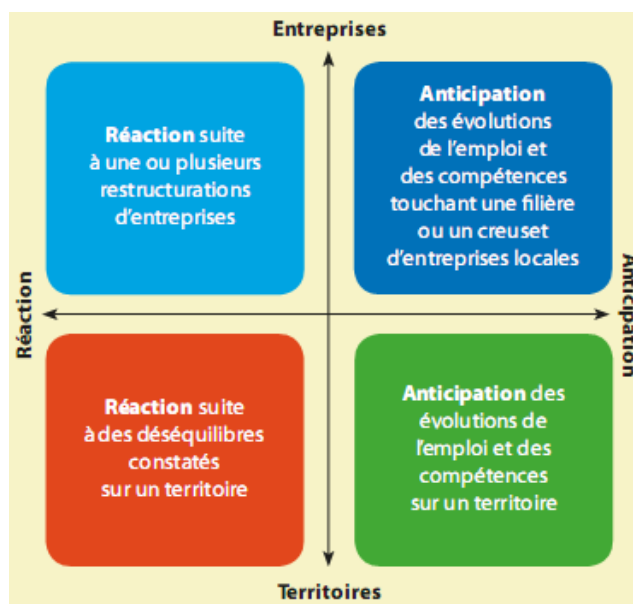 Entreprises
Réaction suite
à une ou plusieurs
restructurations
d'entreprises
Anticipation
des évolutions
de l'emploi et
des compétences
touchant une filière
ou un creuset
d'entreprises locales
Réaction
Anticipation
Réaction suite
à des déséquilibres
constatés
sur un territoire
Anticipation des
évolutions de
l'emploi et des
compétences
sur un territoire
Territoires